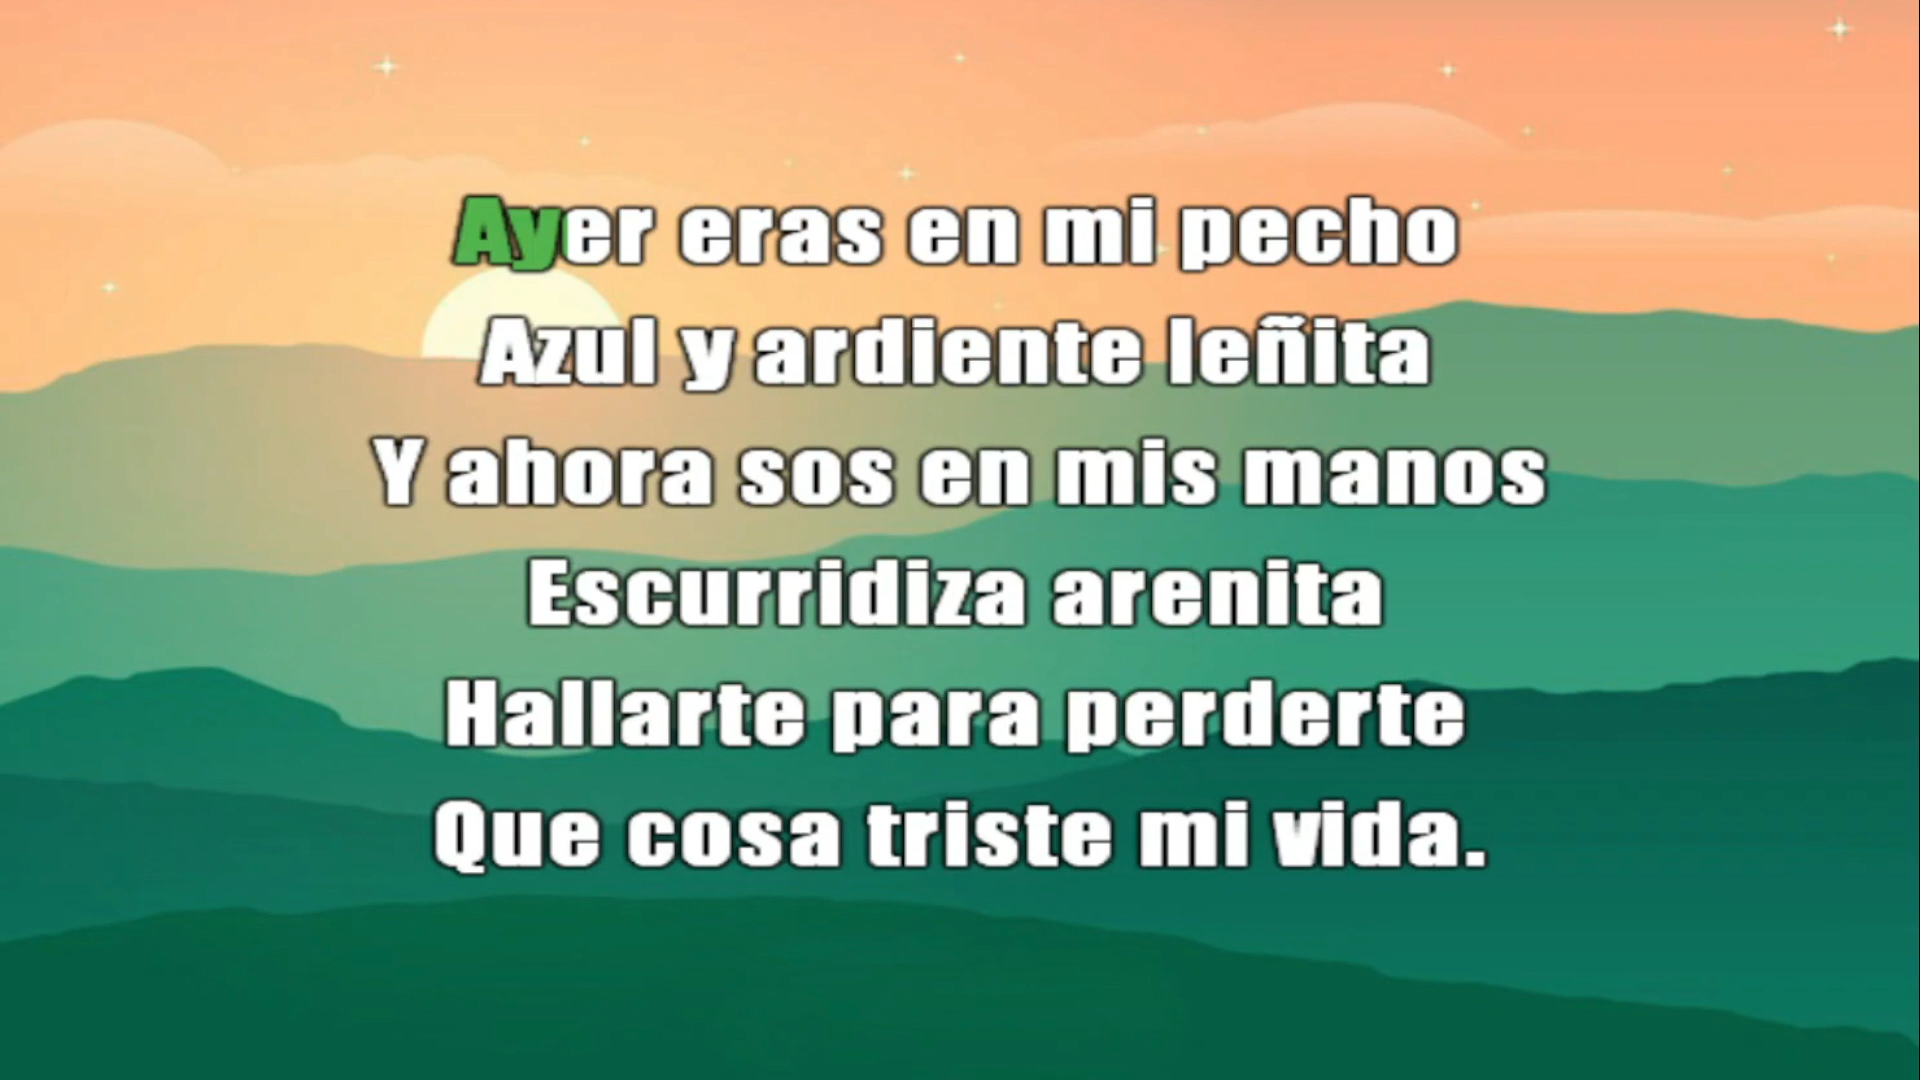 Ayer eras en mi pecho
Azul y ardiente leñita
Y ahora sos en mis manos
Escurridiza arenita
Hallarte para perderte
Que cosa triste mi vida.